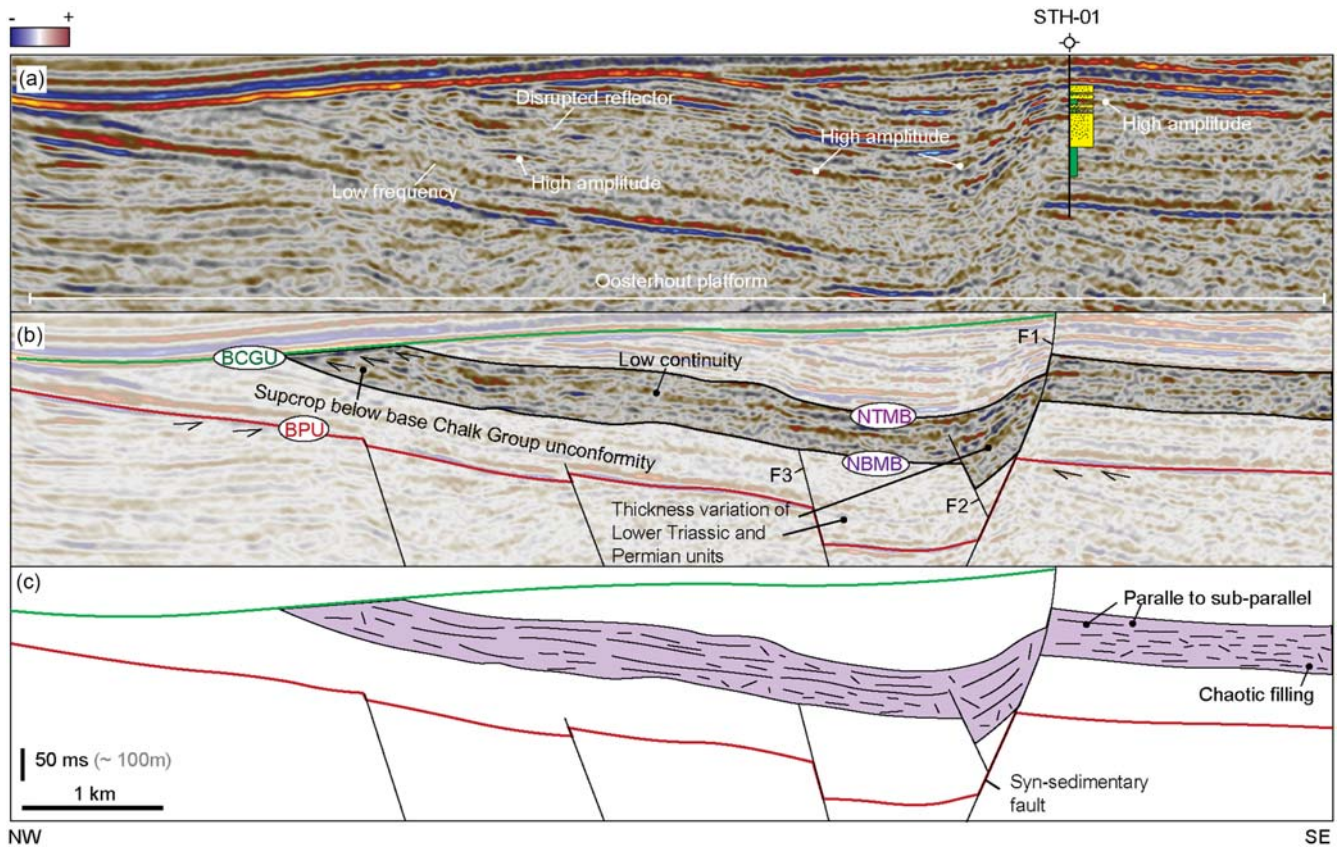 - +
STH-01
(a)
Disrupted reflector
High amplitude
High amplitude
Low frequency
High amplitude
Oosterhout platform
(b)
F1
BCGU
Low continuity
Supcrop below base Chalk Group unconformity
NTMB
BPU
NBMB
F3
F2
Thickness variation of
Lower Triassic and
Permian units
(c)
Paralle to sub-parallel
Chaotic filling
50 ms (~ 100m)
1 km
Syn-sedimentary
fault
NW
SE